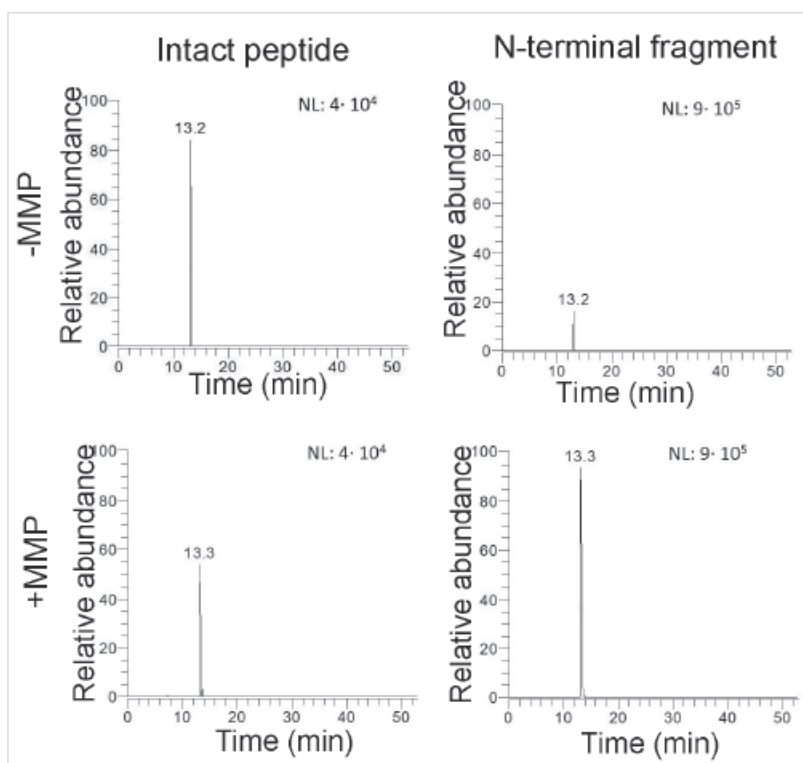 Intact peptide
N-terminal fragment
-MMP
Relative abundance
100
80
60
40
20
0
NL: 4· 10⁴
13.2
0 10 20 30 40 50
Time (min)
Relative abundance
100
80
60
40
20
0
NL: 9· 10⁵
13.2
0 10 20 30 40 50
Time (min)
+MMP
Relative abundance
100
80
60
40
20
0
NL: 4· 10⁴
13.3
0 10 20 30 40 50
Time (min)
Relative abundance
100
80
60
40
20
0
NL: 9· 10⁵
13.3
0 10 20 30 40 50
Time (min)